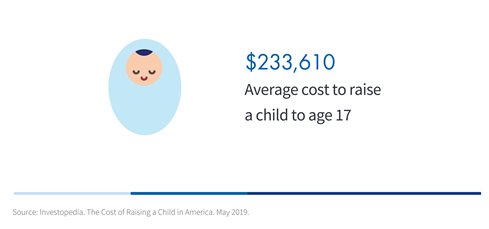 $233,610
Average cost to raise
a child to age 17
Source: Investopedia. The Cost of Raising a Child in America. May 2019.